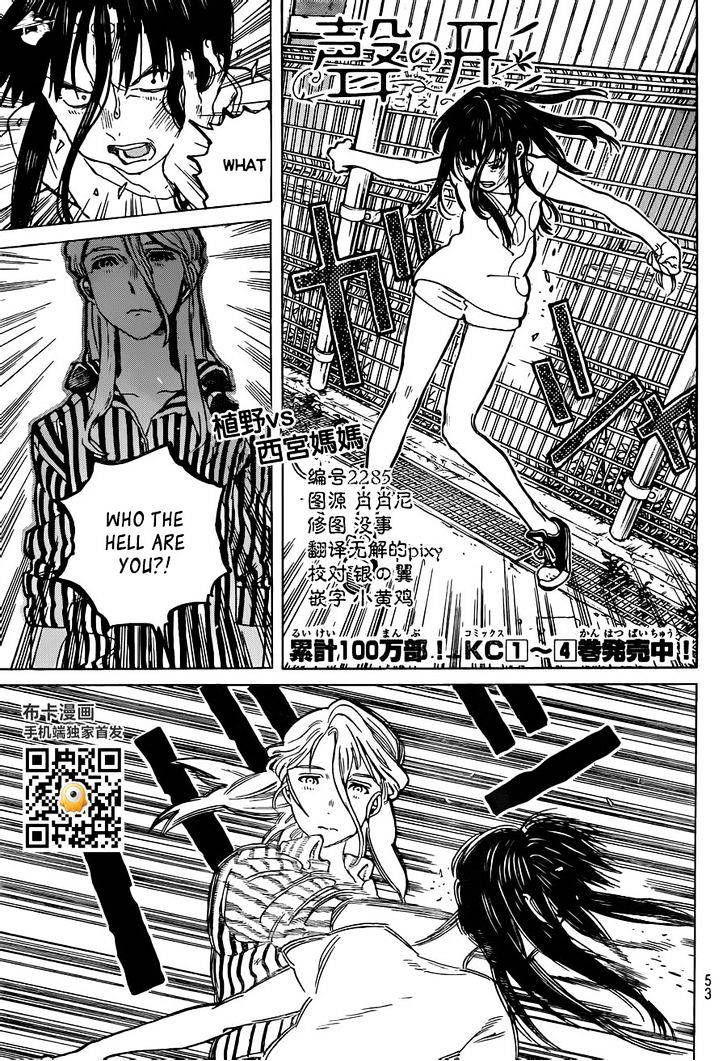 聲の形
こえの
ガッ
ガシャ
WHAT
WHO THE
HELL ARE
YOU?!
植野vs
西宮媽媽
编号2285
图源 肖肖尼
修图 没事
翻译无解的pixy
校对银の翼
嵌字 小黄鸡
るいけい まんぶ コミックス かんはつばいちゅう
累計100万部! KC1～4巻発売中!
布卡漫画
手机端独家首发
53